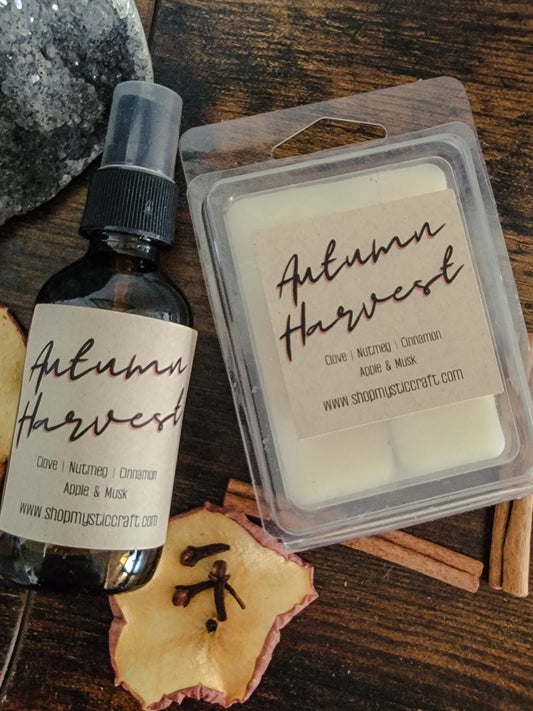 Autumn
Harvest
Clove | Nutmeg | Cinnamon
Apple & Musk
www.shopmysticcraft.com
Autumn
Harvest
Clove | Nutmeg | Cinnamon
Apple & Musk
www.shopmysticcraft.com